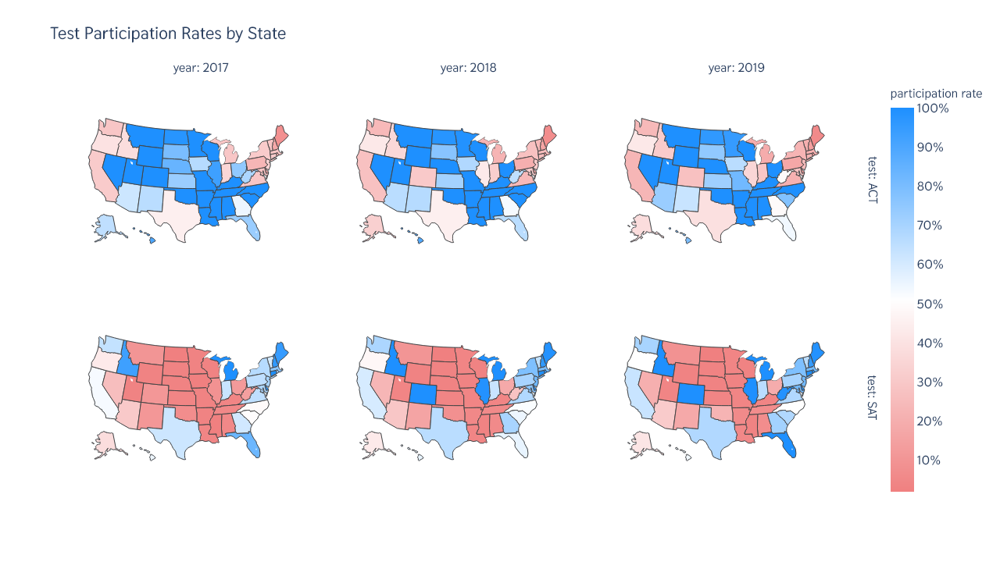 Test Participation Rates by State
year: 2017
year: 2018
year: 2019
participation rate
100%
90%
80%
70%
60%
50%
40%
30%
20%
10%
test: ACT
test: SAT